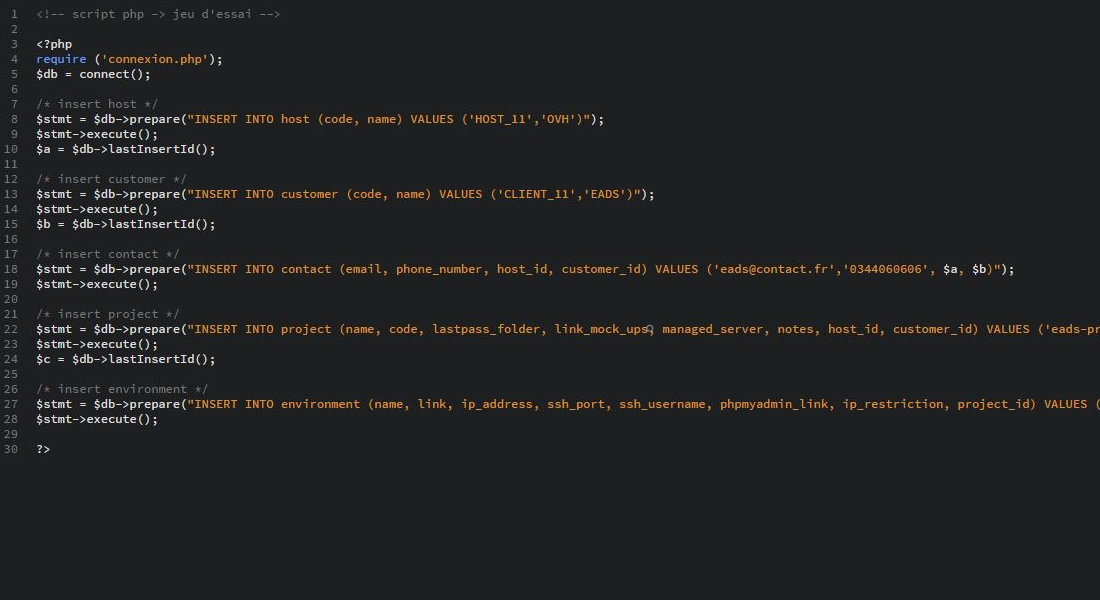 1 <!-- script php -> jeu d'essai -->
2
3 <?php
4 require ('connexion.php');
5 $db = connect();
6
7 /* insert host */
8 $stmt = $db->prepare("INSERT INTO host (code, name) VALUES ('HOST_11','OVH')");
9 $stmt->execute();
10 $a = $db->lastInsertId();
11
12 /* insert customer */
13 $stmt = $db->prepare("INSERT INTO customer (code, name) VALUES ('CLIENT_11','EADS')");
14 $stmt->execute();
15 $b = $db->lastInsertId();
16
17 /* insert contact */
18 $stmt = $db->prepare("INSERT INTO contact (email, phone_number, host_id, customer_id) VALUES ('eads@contact.fr','0344060606', $a, $b)");
19 $stmt->execute();
20
21 /* insert project */
22 $stmt = $db->prepare("INSERT INTO project (name, code, lastpass_folder, link_mock_ups, managed_server, notes, host_id, customer_id) VALUES ('eads-pr
23 $stmt->execute();
24 $c = $db->lastInsertId();
25
26 /* insert environment */
27 $stmt = $db->prepare("INSERT INTO environment (name, link, ip_address, ssh_port, ssh_username, phpmyadmin_link, ip_restriction, project_id) VALUES (
28 $stmt->execute();
29
30 ?>